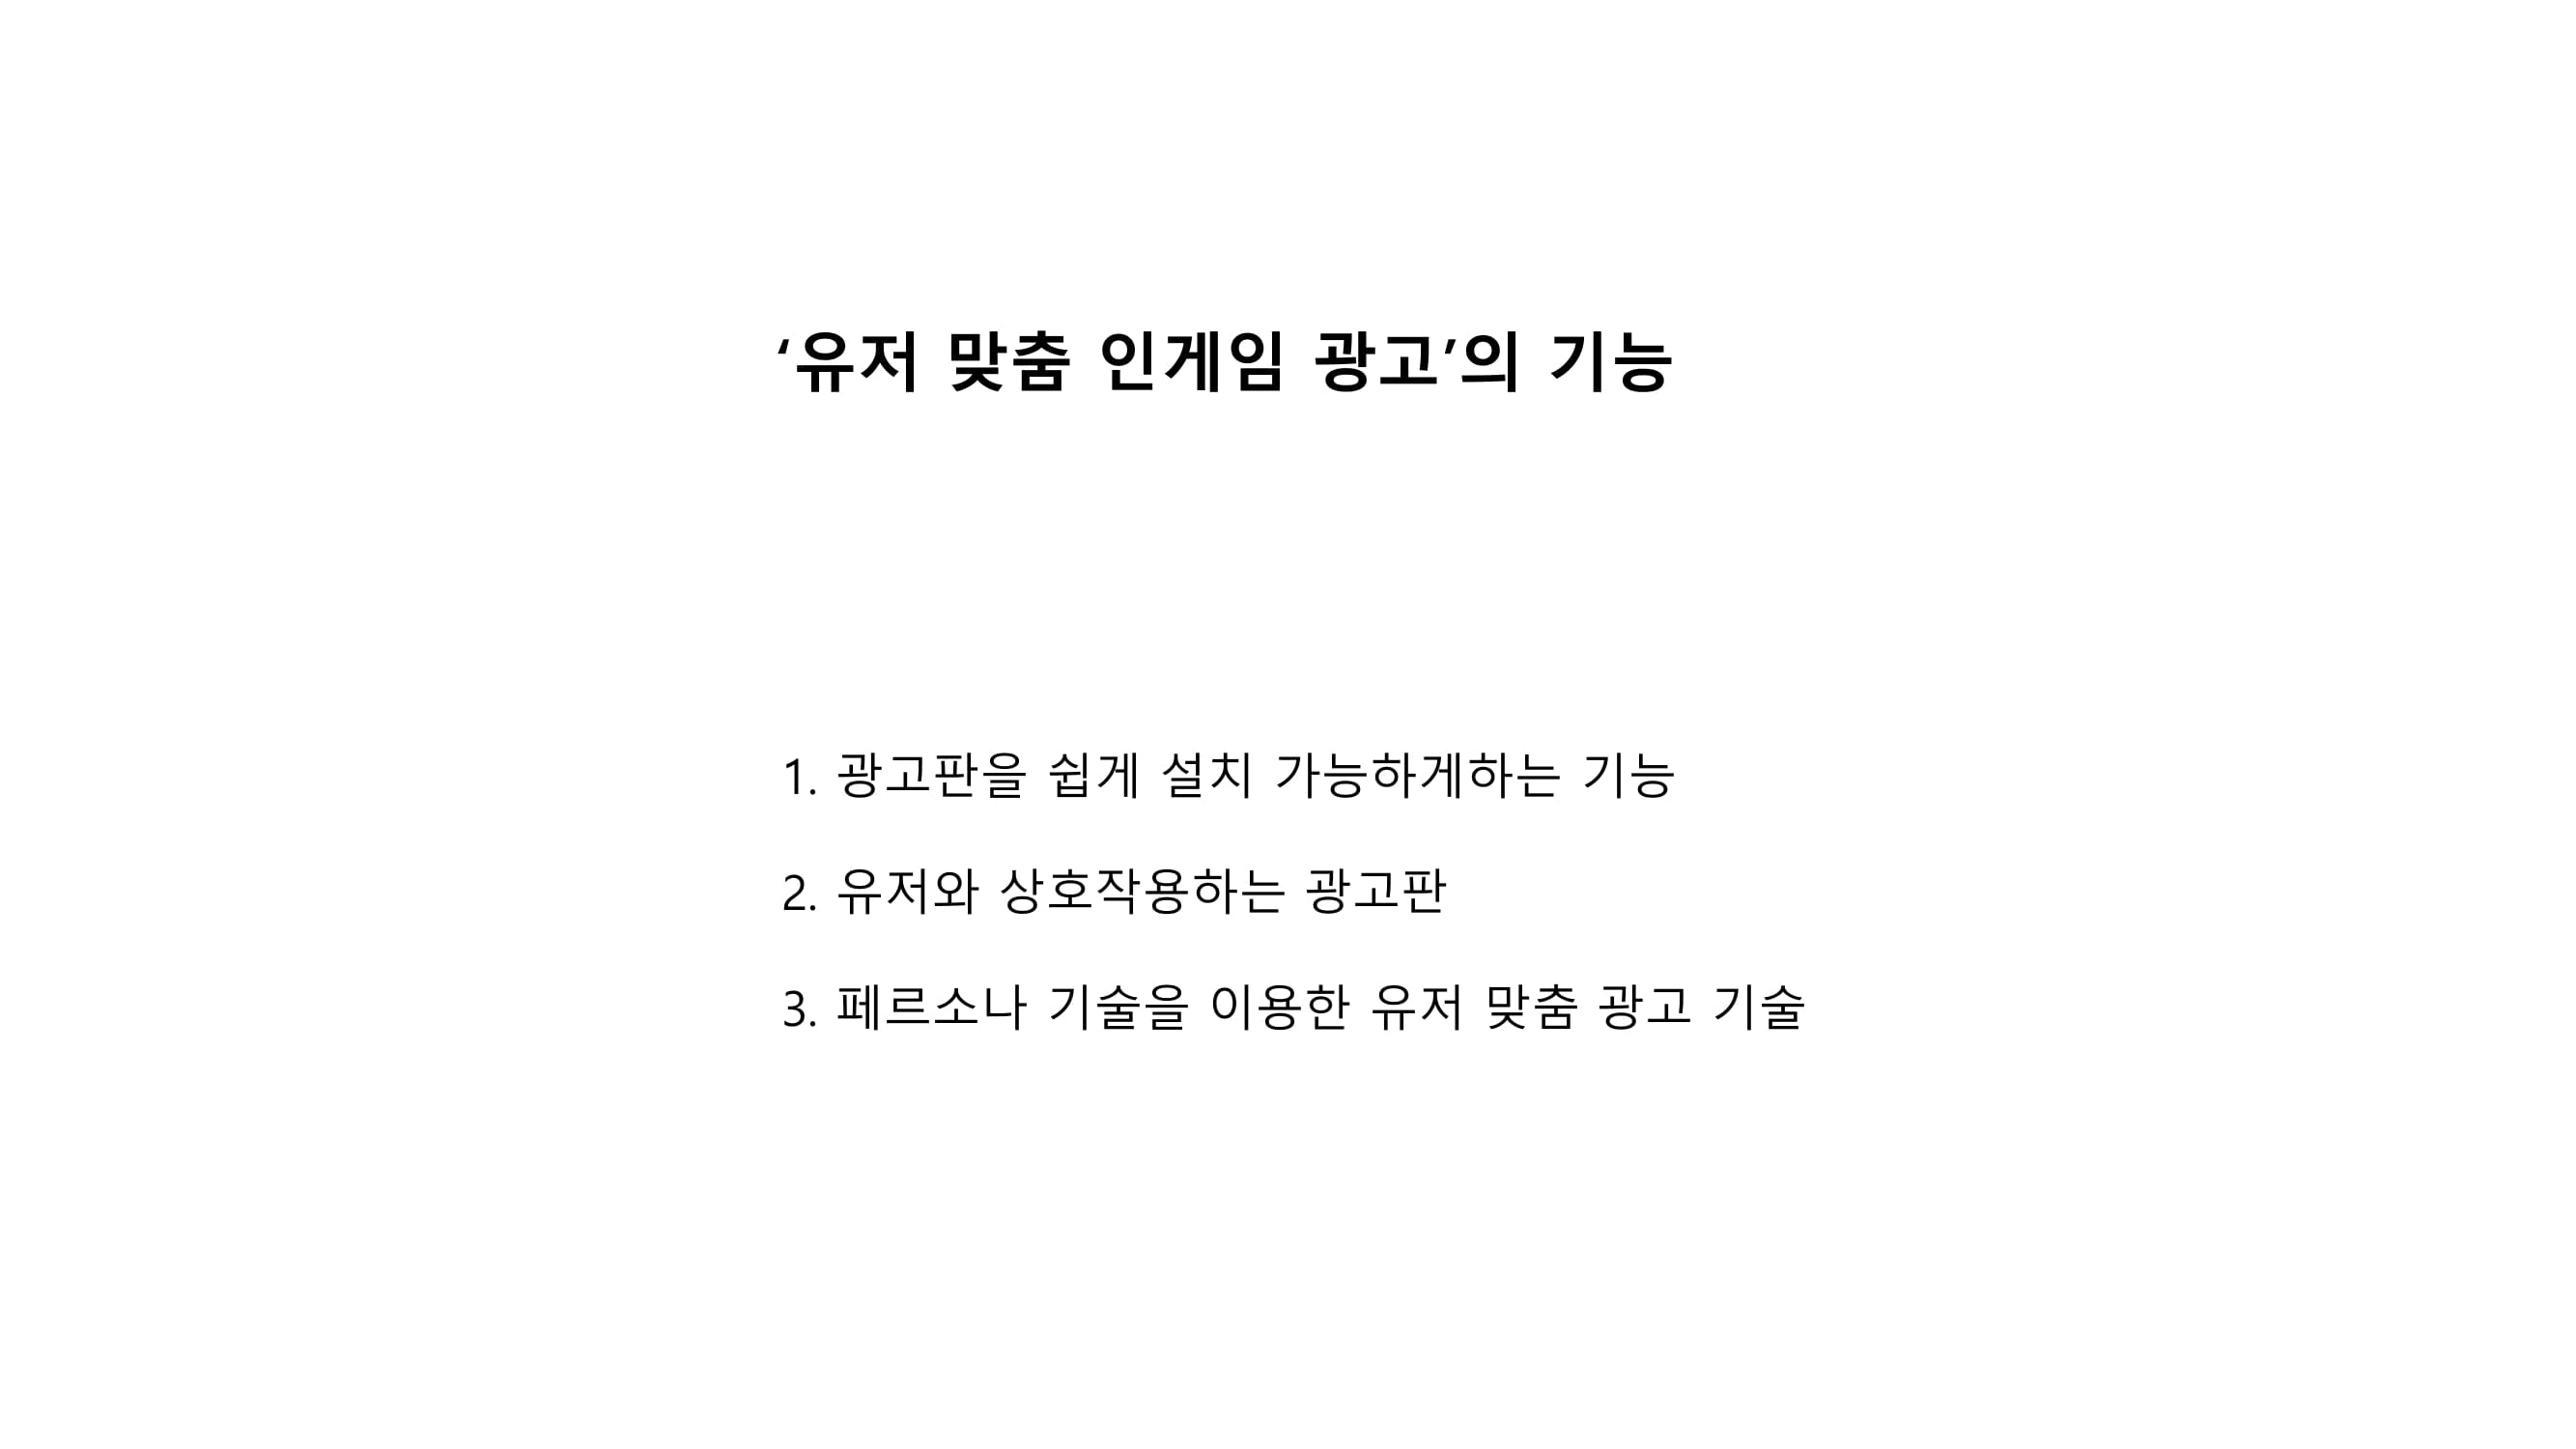 ‘유저 맞춤 인게임 광고’의 기능
1. 광고판을 쉽게 설치 가능하게하는 기능
2. 유저와 상호작용하는 광고판
3. 페르소나 기술을 이용한 유저 맞춤 광고 기술